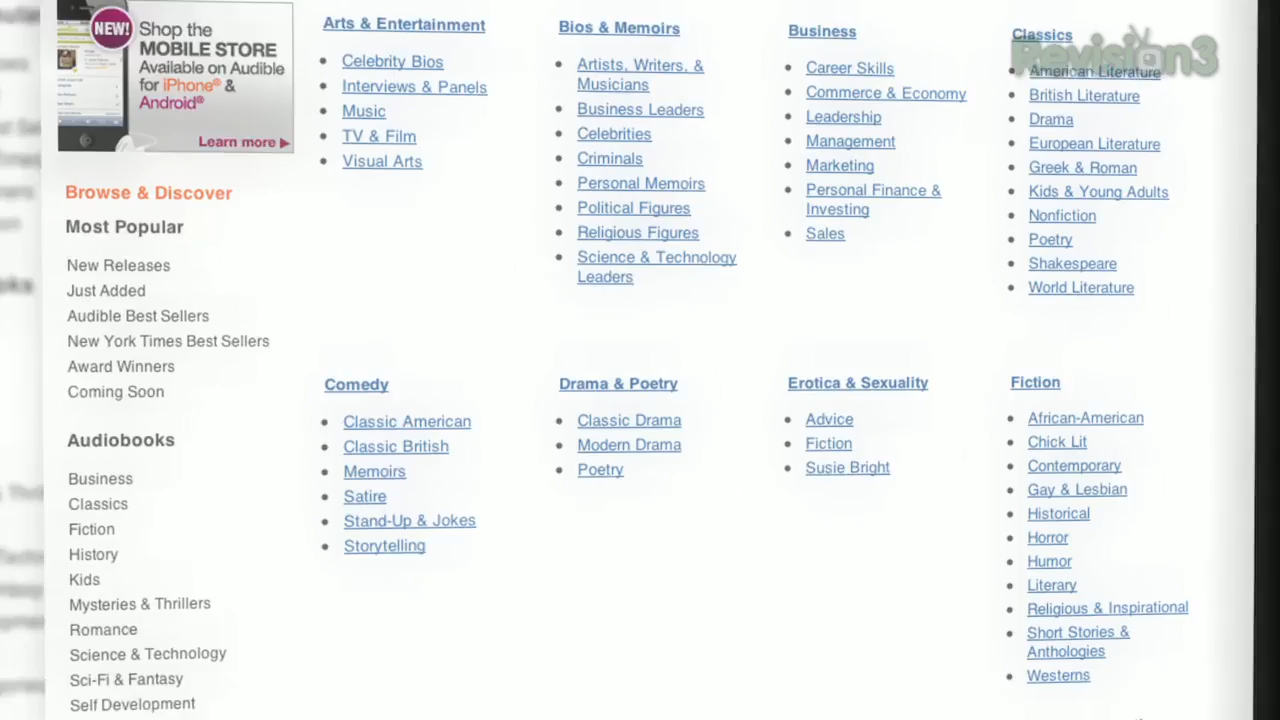 NEW!
Shop the
MOBILE STORE
Available on Audible
for iPhone® &
Android®
Learn more
Browse & Discover
Most Popular
New Releases
Just Added
Audible Best Sellers
New York Times Best Sellers
Award Winners
Coming Soon
Audiobooks
Business
Classics
Fiction
History
Kids
Mysteries & Thrillers
Romance
Science & Technology
Sci-Fi & Fantasy
Self Development
Arts & Entertainment
Celebrity Bios
Interviews & Panels
Music
TV & Film
Visual Arts
Bios & Memoirs
Artists, Writers, &
Musicians
Business Leaders
Celebrities
Criminals
Personal Memoirs
Political Figures
Religious Figures
Science & Technology
Leaders
Business
Career Skills
Commerce & Economy
Leadership
Management
Marketing
Personal Finance &
Investing
Sales
Classics
Revision3
American Literature
British Literature
Drama
European Literature
Greek & Roman
Kids & Young Adults
Nonfiction
Poetry
Shakespeare
World Literature
Comedy
Classic American
Classic British
Memoirs
Satire
Stand-Up & Jokes
Storytelling
Drama & Poetry
Classic Drama
Modern Drama
Poetry
Erotica & Sexuality
Advice
Fiction
Susie Bright
Fiction
African-American
Chick Lit
Contemporary
Gay & Lesbian
Historical
Horror
Humor
Literary
Religious & Inspirational
Short Stories &
Anthologies
Westerns